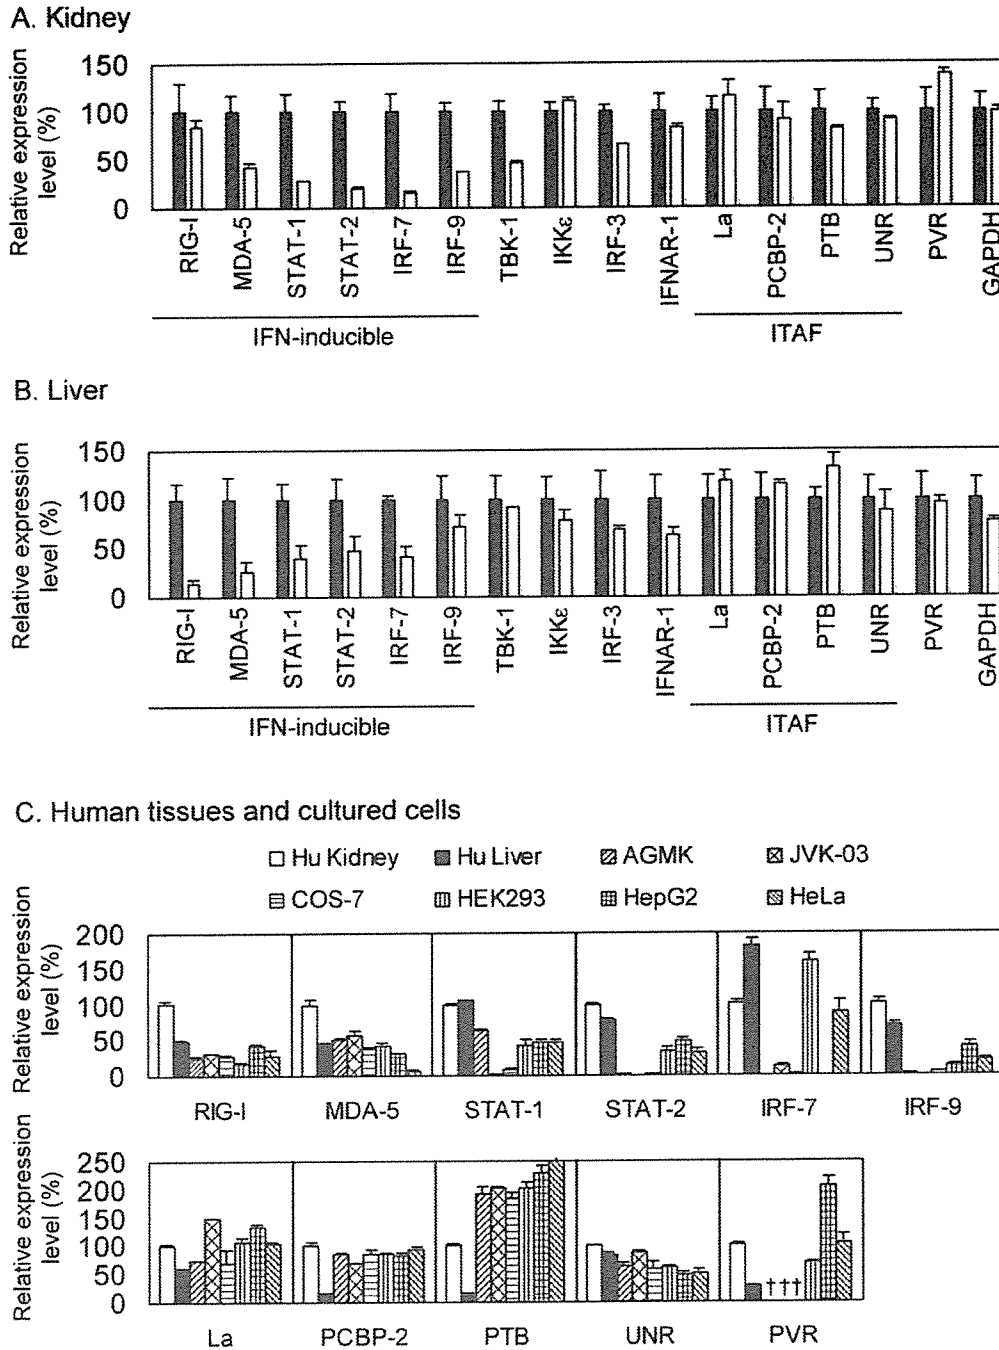 A. Kidney
Relative expression
level (%)
150
100
50
0
RIG-I
MDA-5
STAT-1
STAT-2
IRF-7
IRF-9
TBK-1
IKKε
IRF-3
IFNAR-1
La
PCBP-2
PTB
UNR
PVR
GAPDH
IFN-inducible
ITAF
B. Liver
Relative expression
level (%)
150
100
50
0
RIG-I
MDA-5
STAT-1
STAT-2
IRF-7
IRF-9
TBK-1
IKKε
IRF-3
IFNAR-1
La
PCBP-2
PTB
UNR
PVR
GAPDH
IFN-inducible
ITAF
C. Human tissues and cultured cells
Hu Kidney Hu Liver AGMK JVK-03
COS-7 HEK293 HepG2 HeLa
Relative expression
level (%)
200
150
100
50
0
RIG-I MDA-5 STAT-1 STAT-2 IRF-7 IRF-9
Relative expression
level (%)
250
200
150
100
50
0
†††
La PCBP-2 PTB UNR PVR